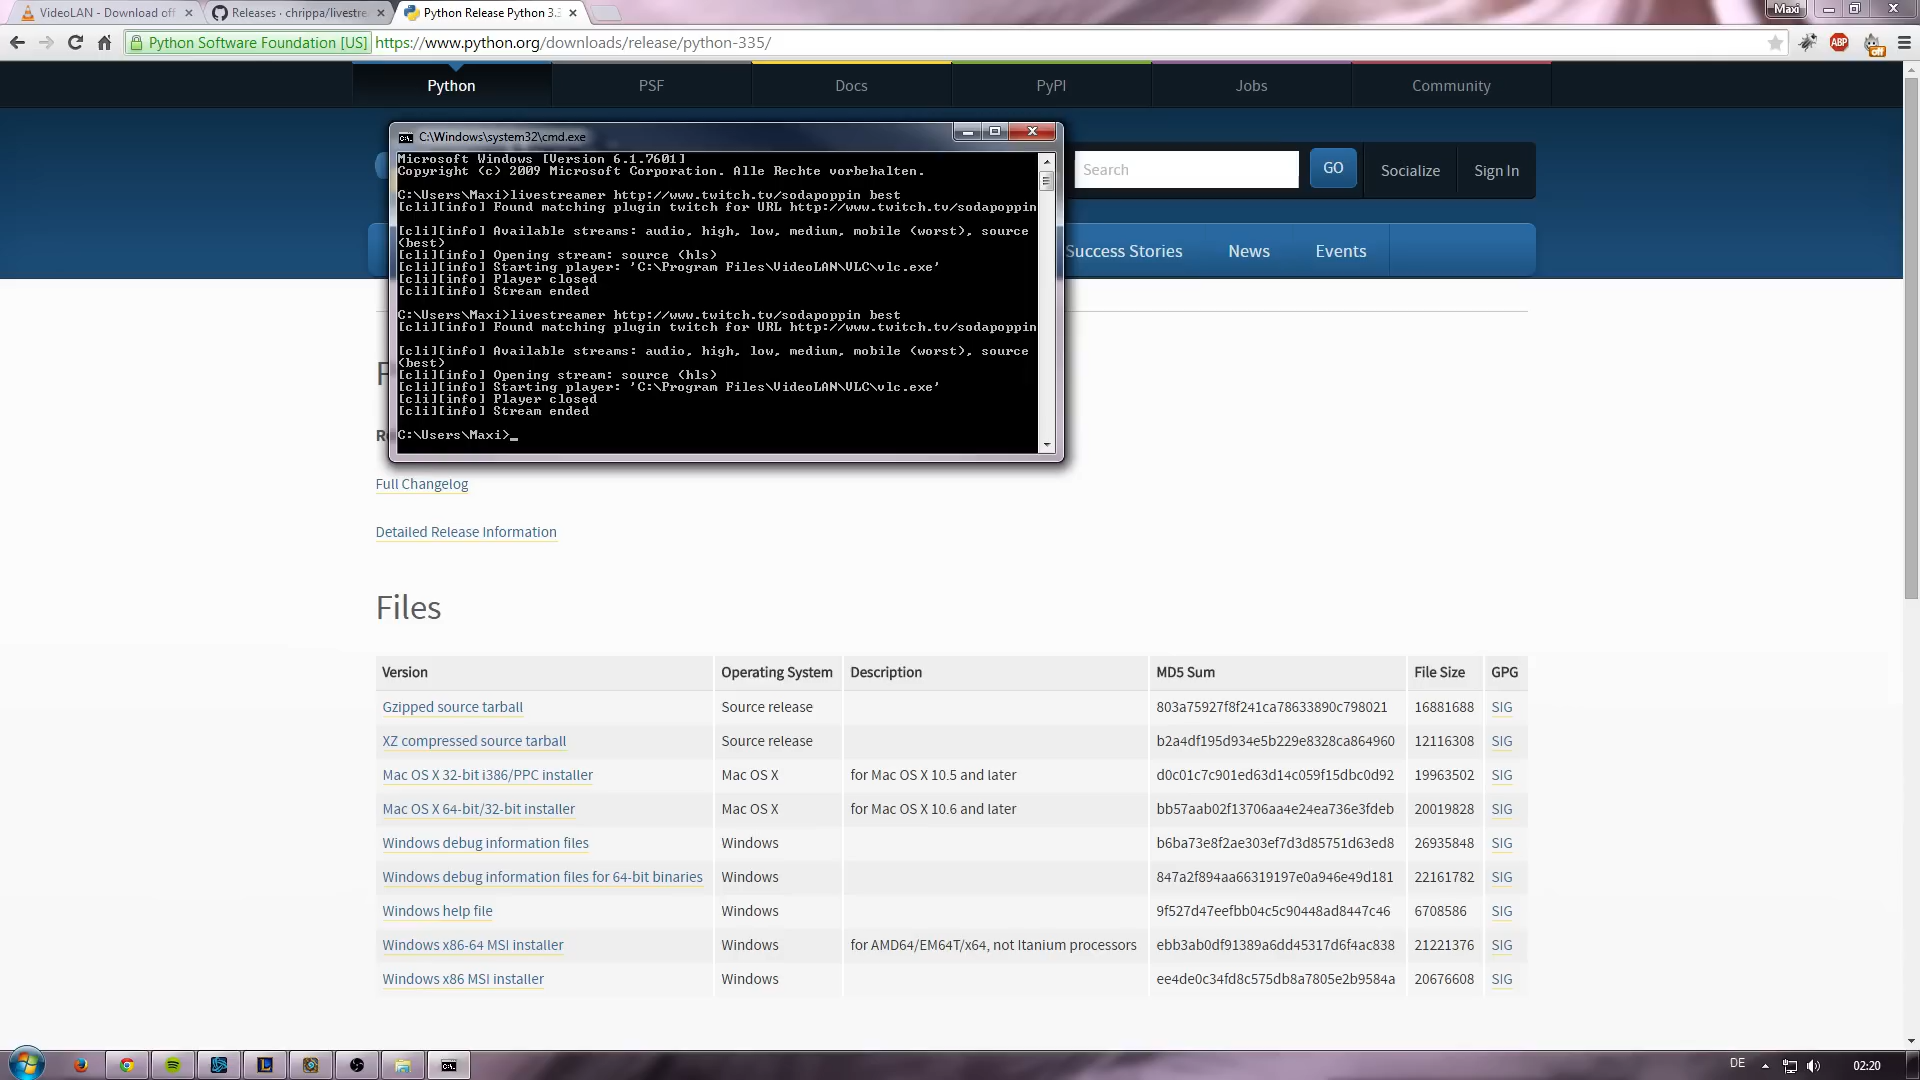 VideoLAN - Download off
Releases · chrippa/livestre
Python Release Python 3.
Maxi
Python Software Foundation [US]
https://www.python.org/downloads/release/python-335/
ABP
off
Python
PSF
Docs
PyPI
Jobs
Community
C:\Windows\system32\cmd.exe
Search
GO
Socialize
Sign In
Success Stories
News
Events
Microsoft Windows [Version 6.1.7601]
Copyright (c) 2009 Microsoft Corporation. Alle Rechte vorbehalten.
C:\Users\Maxi>livestreamer http://www.twitch.tv/sodapoppin best
[cli][info] Found matching plugin twitch for URL http://www.twitch.tv/sodapoppin
[cli][info] Available streams: audio, high, low, medium, mobile (worst), source
(best)
[cli][info] Opening stream: source (hls)
[cli][info] Starting player: 'C:\Program Files\VideoLAN\VLC\vlc.exe'
[cli][info] Player closed
[cli][info] Stream ended
C:\Users\Maxi>livestreamer http://www.twitch.tv/sodapoppin best
[cli][info] Found matching plugin twitch for URL http://www.twitch.tv/sodapoppin
[cli][info] Available streams: audio, high, low, medium, mobile (worst), source
(best)
[cli][info] Opening stream: source (hls)
[cli][info] Starting player: 'C:\Program Files\VideoLAN\VLC\vlc.exe'
[cli][info] Player closed
[cli][info] Stream ended
C:\Users\Maxi>_
Full Changelog
Detailed Release Information
Files
Version Operating System Description MD5 Sum File Size GPG
Gzipped source tarball Source release 803a75927f8f241ca78633890c798021 16881688 SIG
XZ compressed source tarball Source release b2a4df195d934e5b229e8328ca864960 12116308 SIG
Mac OS X 32-bit i386/PPC installer Mac OS X for Mac OS X 10.5 and later d0c01c7c901ed63d14c059f15dbc0d92 19963502 SIG
Mac OS X 64-bit/32-bit installer Mac OS X for Mac OS X 10.6 and later bb57aab02f13706aa4e24ea736e3fdeb 20019828 SIG
Windows debug information files Windows b6ba73e8f2ae303ef7d3d85751d63ed8 26935848 SIG
Windows debug information files for 64-bit binaries Windows 847a2f894aa66319197e0a946e49d181 22161782 SIG
Windows help file Windows 9f527d47eefbb04c5c90448ad8447c46 6708586 SIG
Windows x86-64 MSI installer Windows for AMD64/EM64T/x64, not Itanium processors ebb3ab0df91389a6dd45317d6f4ac838 21221376 SIG
Windows x86 MSI installer Windows ee4de0c34fd8c575db8a7805e2b9584a 20676608 SIG
DE
02:20